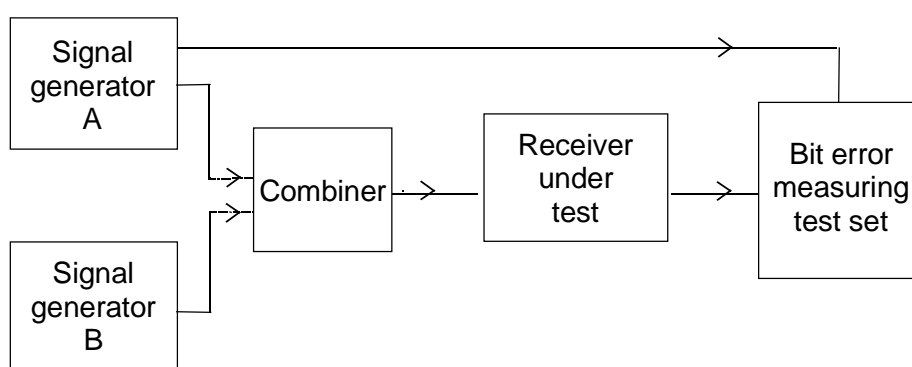 Signal
generator
A
Combiner
Receiver
under
test
Bit error
measuring
test set
Signal
generator
B